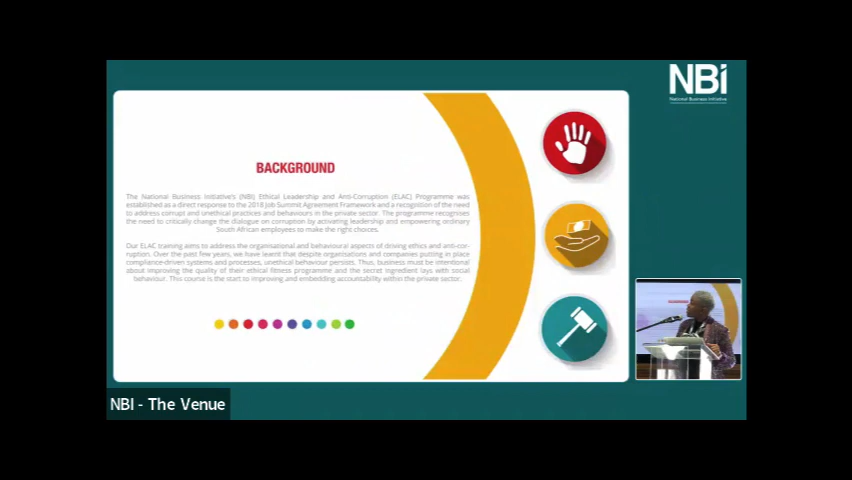 NBi
National Business Initiative
BACKGROUND
The National Business Initiative's (NBI) Ethical Leadership and Anti-Corruption (ELAC) Programme was
established as a direct response to the 2018 Job Summit Agreement Framework and a recognition of the need
to address corrupt and unethical practices and behaviours in the private sector. The programme recognises
the need to critically change the dialogue on corruption by activating leadership and empowering ordinary
South African employees to make the right choices.
Our ELAC training aims to address the organisational and behavioural aspects of driving ethics and anti-cor-
ruption. Over the past few years, we have learnt that despite organisations and companies putting in place
compliance-driven systems and processes, unethical behaviour persists. Thus, business must be intentional
about improving the quality of their ethical fitness programme and the secret ingredient lays with social
behaviour. This course is the start to improving and embedding accountability within the private sector.
NBI - The Venue